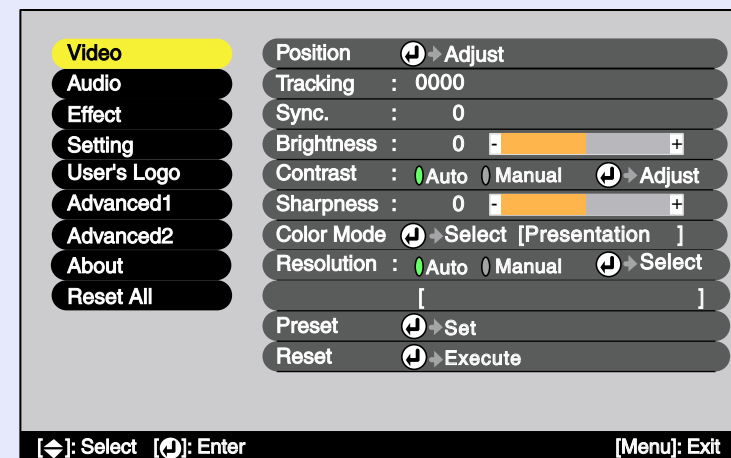 Video
Audio
Effect
Setting
User's Logo
Advanced1
Advanced2
About
Reset All
Position Adjust
Tracking : 0000
Sync. : 0
Brightness : 0 - +
Contrast : Auto Manual Adjust
Sharpness : 0 - +
Color Mode Select [Presentation ]
Resolution : Auto Manual Select
[ ]
Preset Set
Reset Execute
[ ]: Select [ ]: Enter [Menu]: Exit